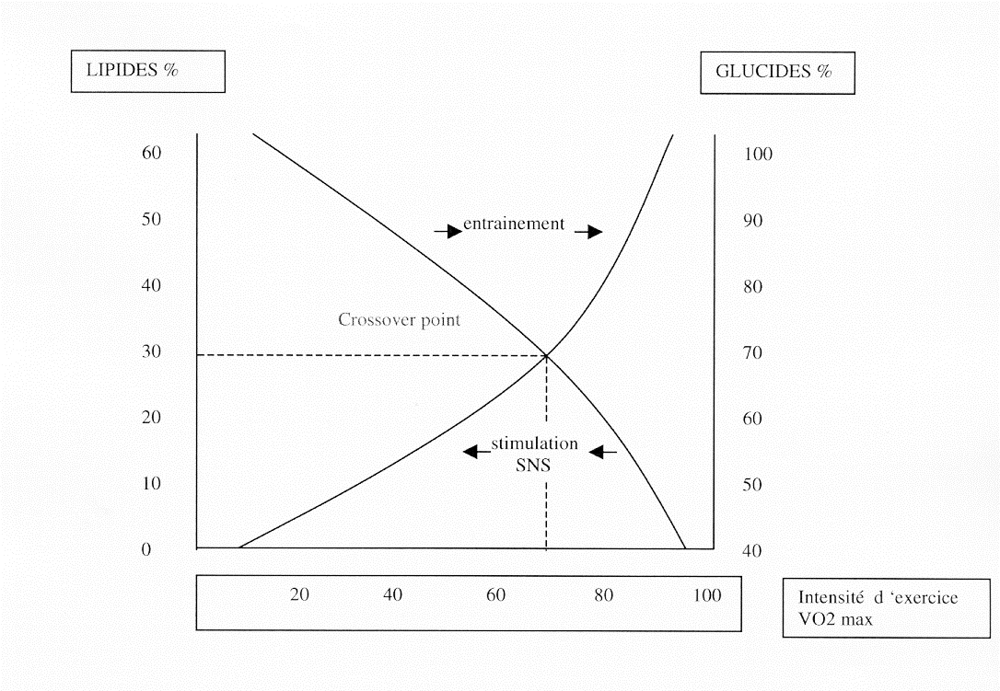 LIPIDES %
GLUCIDES %
60
100
entrainement
50
90
40
80
Crossover point
30
70
20
60
stimulation
SNS
10
50
0
40
20 40 60 80 100
Intensité d ‘exercice
VO2 max